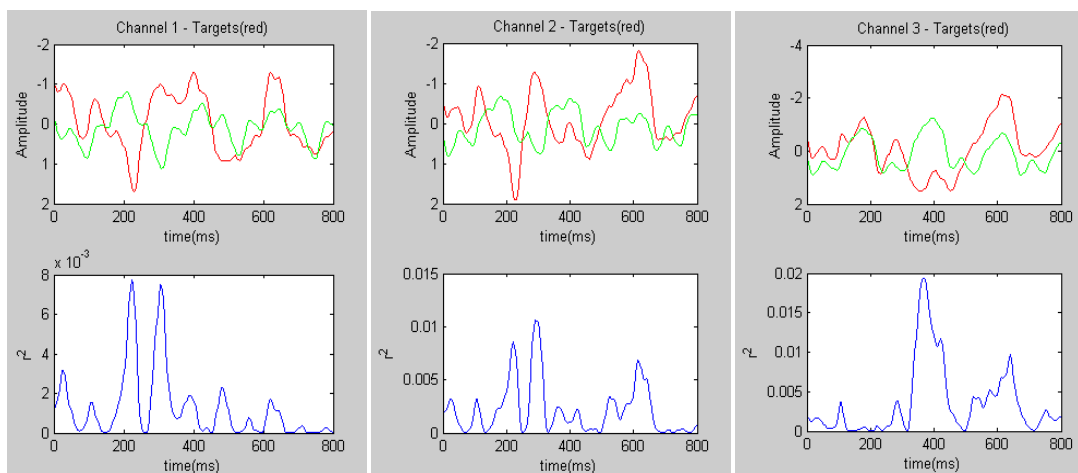 Channel 1 - Targets(red)
-2
-1
0
1
2
Amplitude
0 200 400 600 800
time(ms)
x 10^-3
8
6
4
2
0
r^2
0 200 400 600 800
time(ms)
Channel 2 - Targets(red)
-2
-1
0
1
2
Amplitude
0 200 400 600 800
time(ms)
0.015
0.01
0.005
0
r^2
0 200 400 600 800
time(ms)
Channel 3 - Targets(red)
-4
-2
0
2
Amplitude
0 200 400 600 800
time(ms)
0.02
0.015
0.01
0.005
0
r^2
0 200 400 600 800
time(ms)